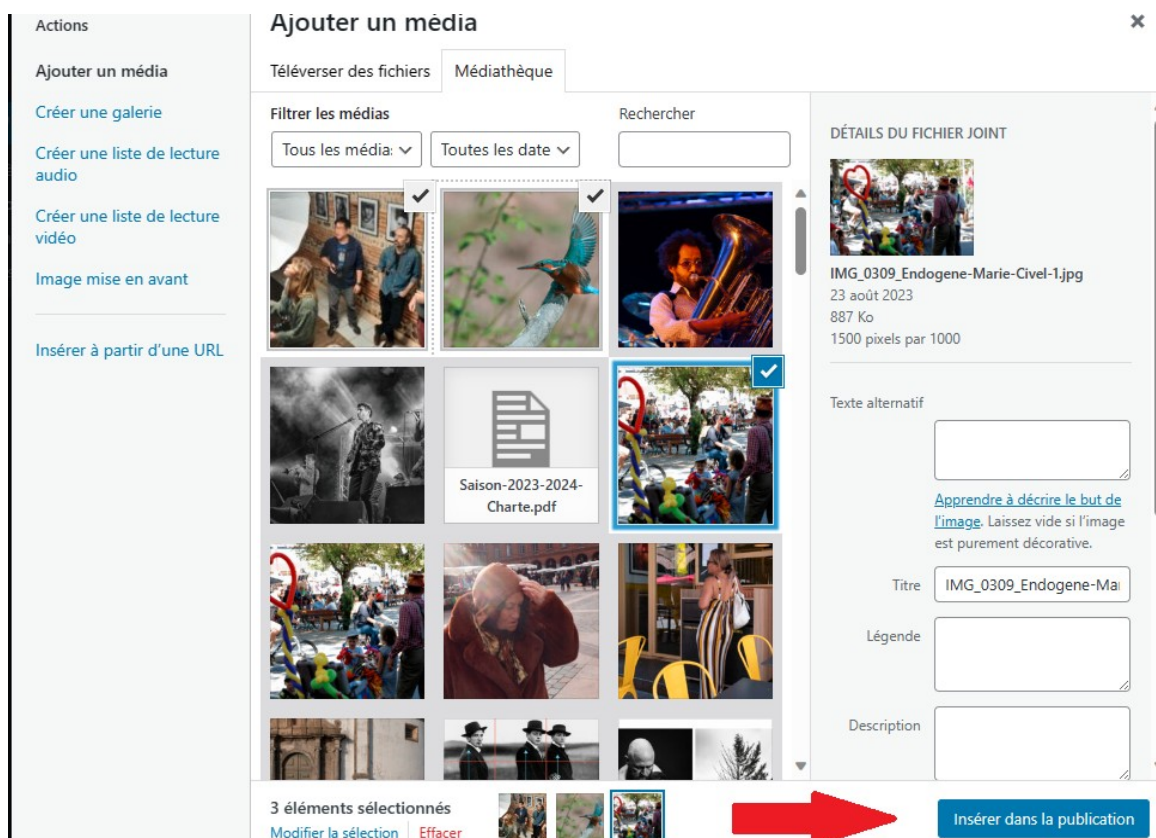 Actions
Ajouter un média
Créer une galerie
Créer une liste de lecture
audio
Créer une liste de lecture
vidéo
Image mise en avant
Insérer à partir d'une URL
Ajouter un média
×
Téléverser des fichiers
Médiathèque
Filtrer les médias
Rechercher
Tous les média:
Toutes les date
Saison-2023-2024-
Charte.pdf
DÉTAILS DU FICHIER JOINT
IMG_0309_Endogene-Marie-Civel-1.jpg
23 août 2023
887 Ko
1500 pixels par 1000
Texte alternatif
Apprendre à décrire le but de
l'image. Laissez vide si l'image
est purement décorative.
Titre
IMG_0309_Endogene-Mai
Légende
Description
3 éléments sélectionnés
Modifier la sélection
Effacer
Insérer dans la publication